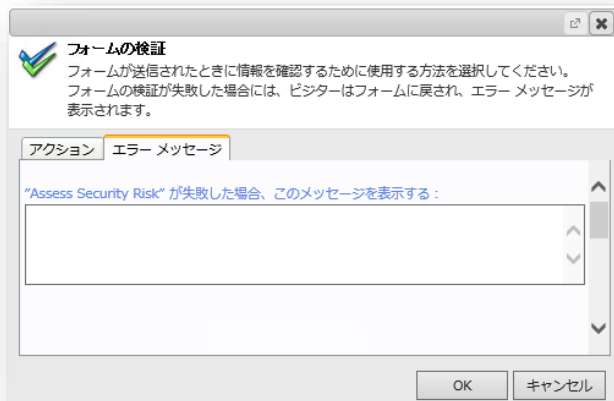 フォームの検証
フォームが送信されたときに情報を確認するために使用する方法を選択してください。
フォームの検証が失敗した場合には、ビジターはフォームに戻され、エラー メッセージが
表示されます。
アクション エラー メッセージ
"Assess Security Risk" が失敗した場合、このメッセージを表示する：
OK キャンセル